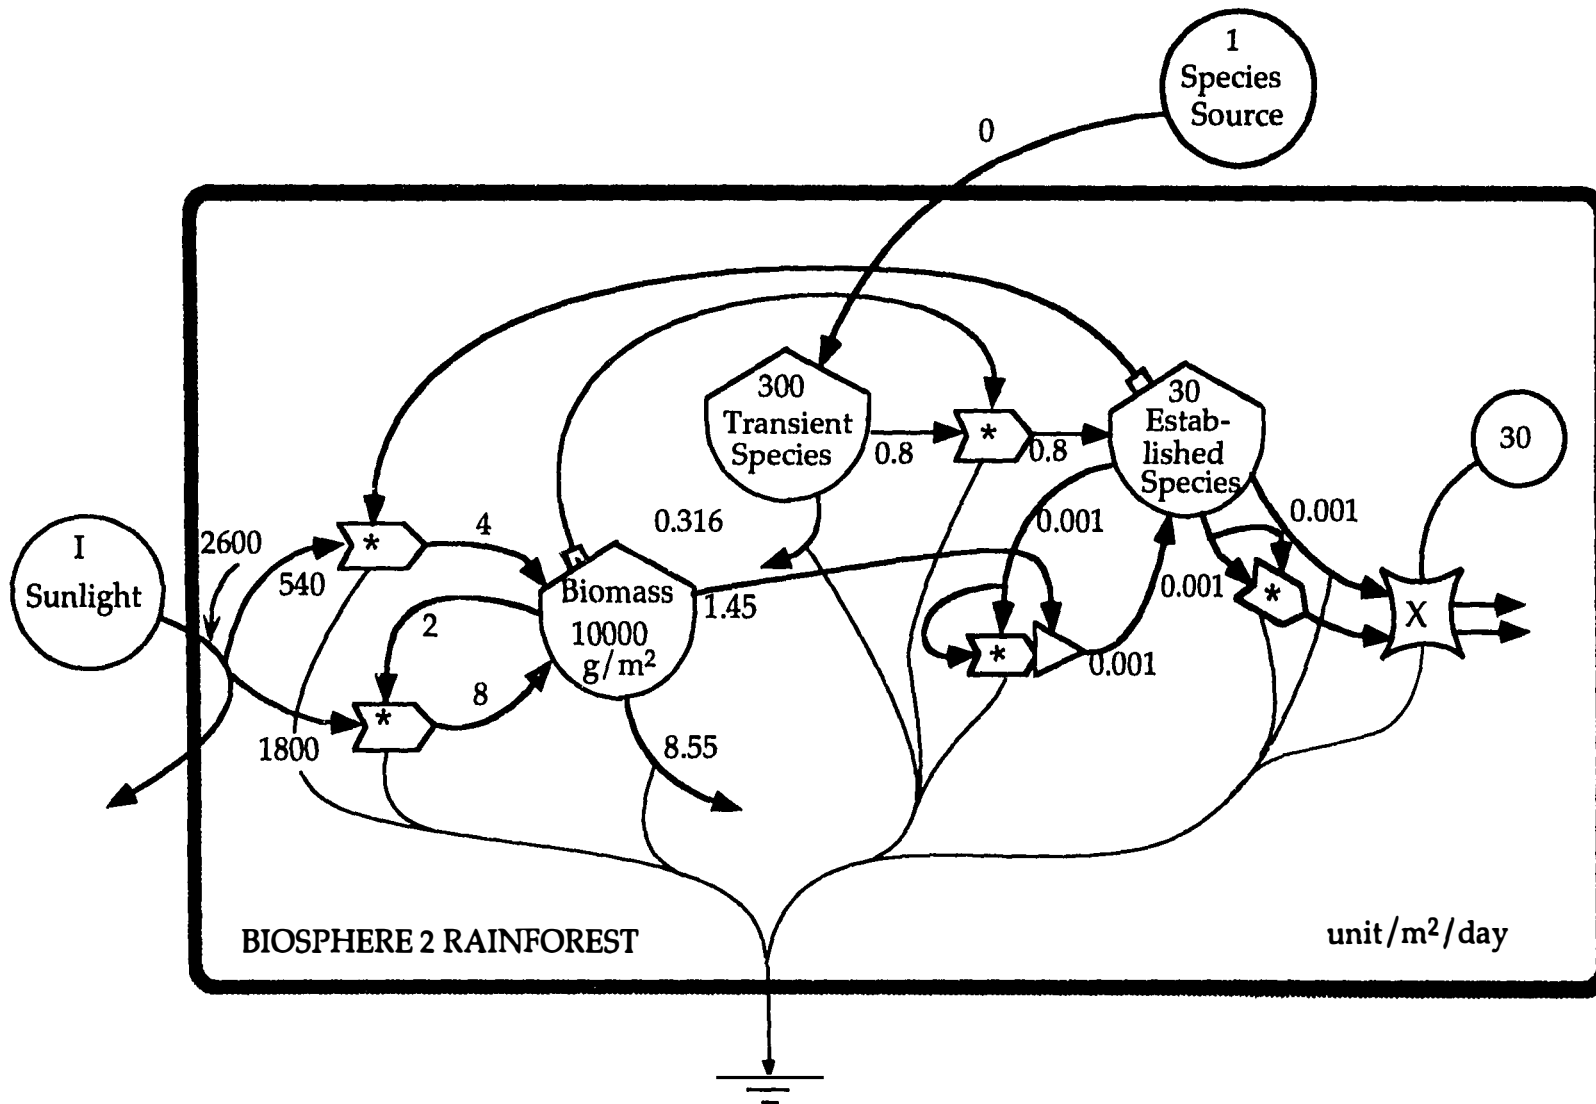 1
Species
Source
0
300
Transient
Species
30
Estab-
lished
Species
0.8
*
0.8
30
I
Sunlight
2600
540
*
4
0.316
0.001
0.001
Biomass
10000
g/m²
1.45
2
8
*
1800
8.55
*
0.001
0.001
*
X
BIOSPHERE 2 RAINFOREST
unit/m²/day